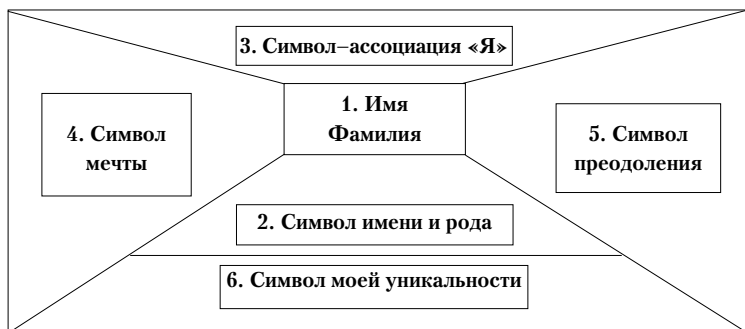 3. Символ–ассоциация «Я»
1. Имя
Фамилия
4. Символ
мечты
5. Символ
преодоления
2. Символ имени и рода
6. Символ моей уникальности